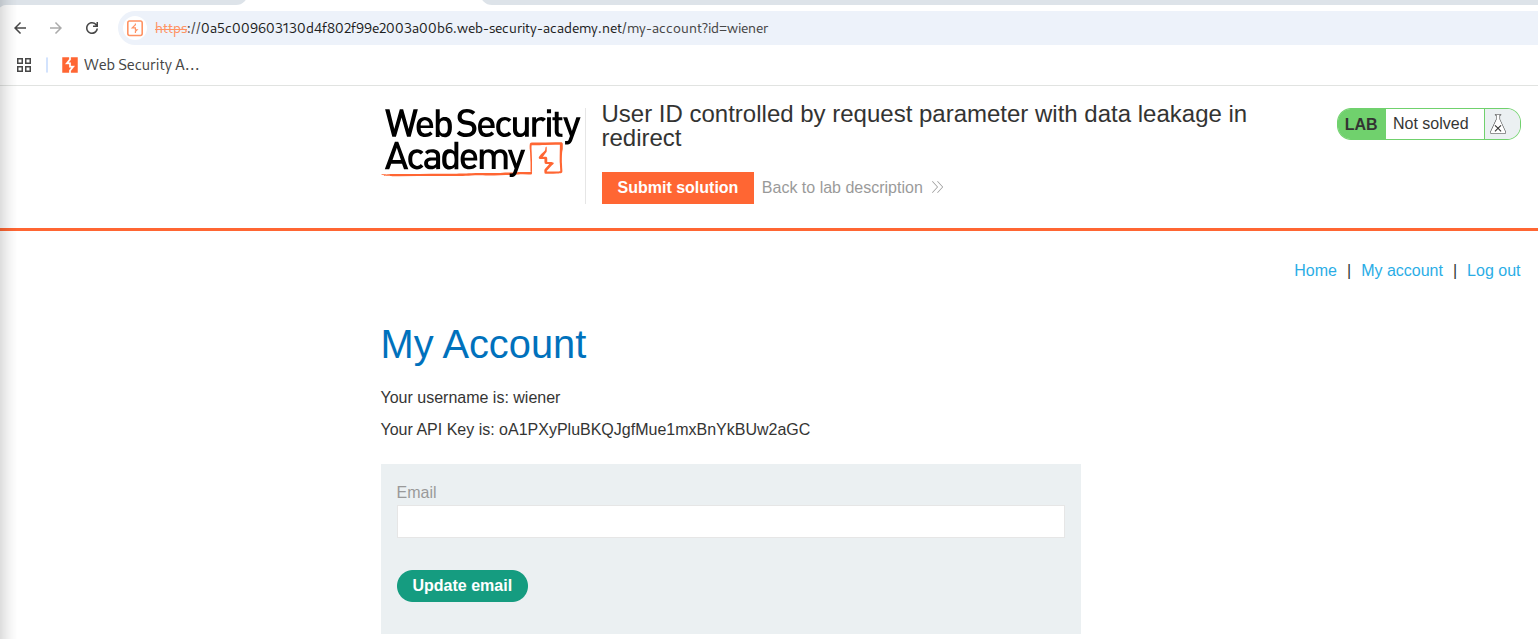 https://0a5c009603130d4f802f99e2003a00b6.web-security-academy.net/my-account?id=wiener
Web Security A...
WebSecurity
Academy
User ID controlled by request parameter with data leakage in
redirect
LAB Not solved
Submit solution Back to lab description
Home | My account | Log out
My Account
Your username is: wiener
Your API Key is: oA1PXyPluBKQJgfMue1mxBnYkBUw2aGC
Email
Update email